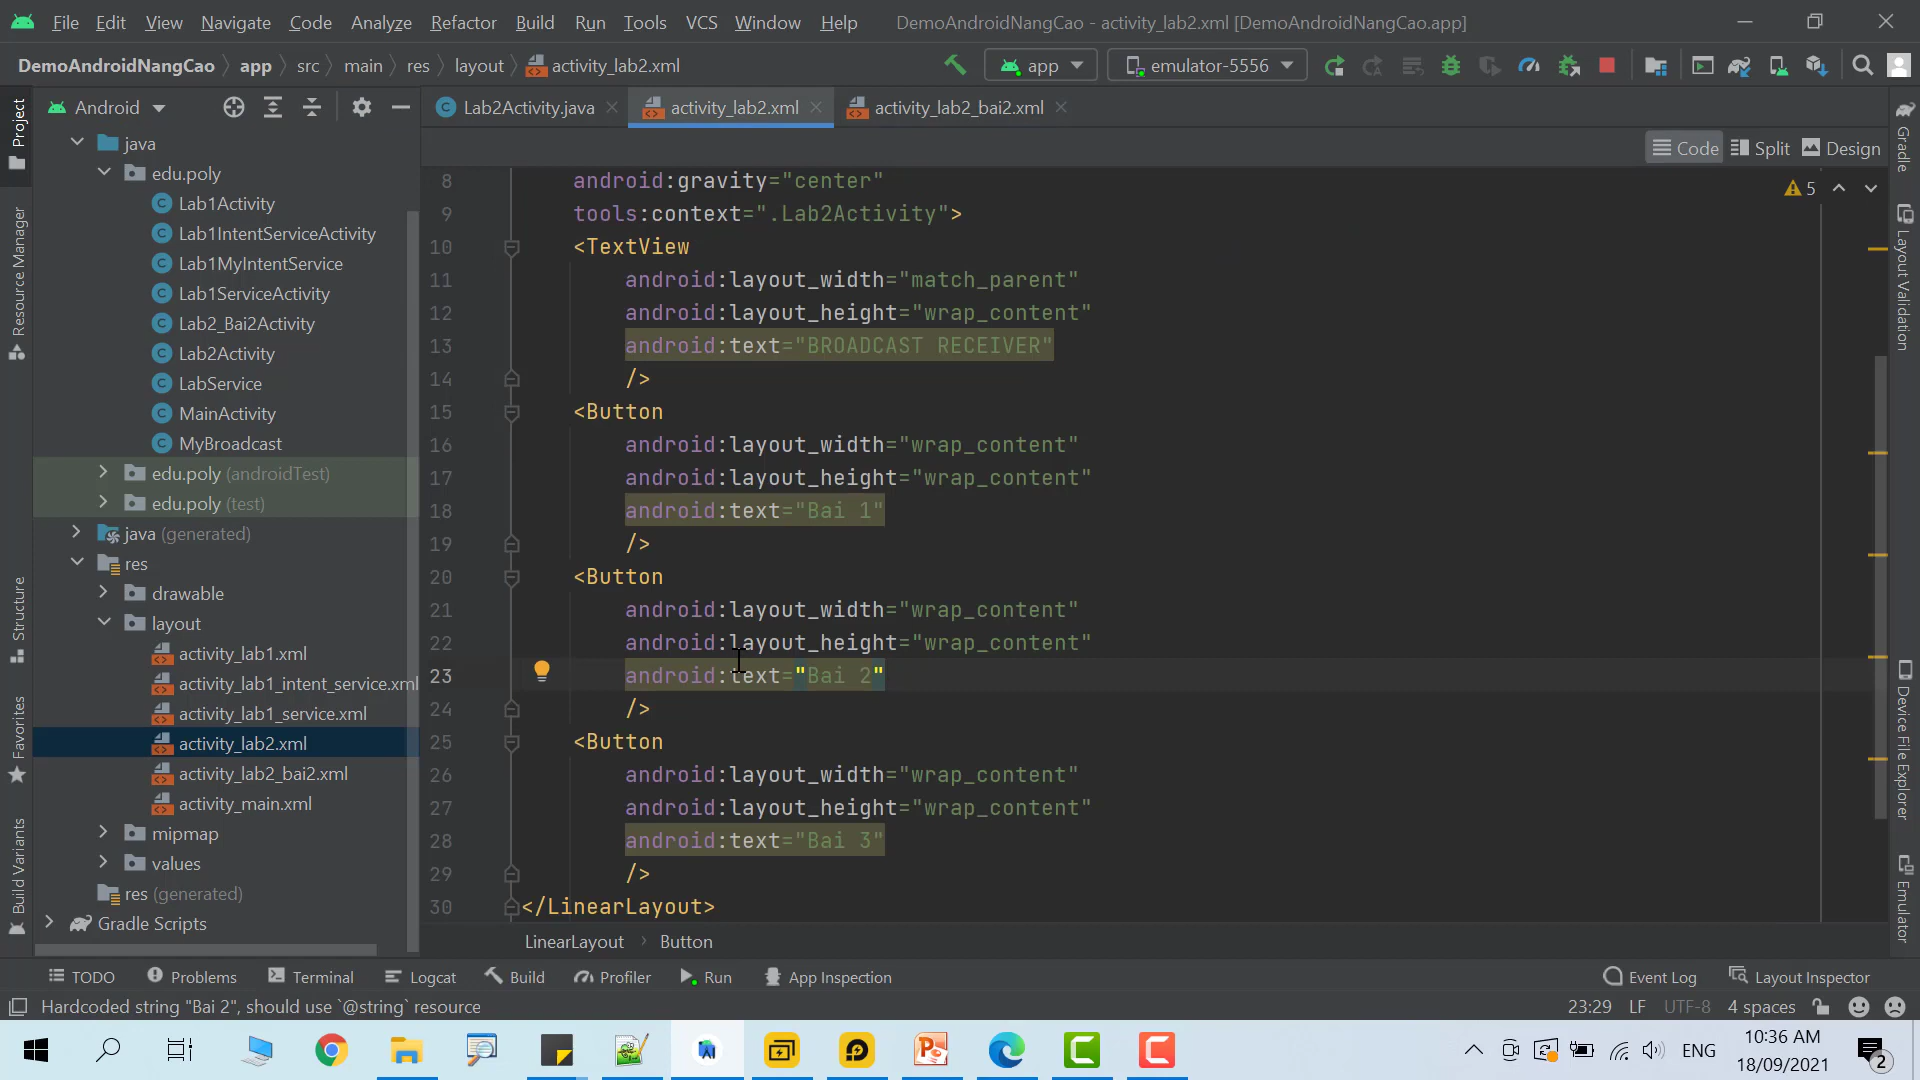 File Edit View Navigate Code Analyze Refactor Build Run Tools VCS Window Help DemoAndroidNangCao - activity_lab2.xml [DemoAndroidNangCao.app]
DemoAndroidNangCao app src main res layout activity_lab2.xml app emulator-5556
Android
Lab2Activity.java activity_lab2.xml activity_lab2_bai2.xml
Code Split Design
5
Project
Resource Manager
Structure
Favorites
Build Variants
java
edu.poly
Lab1Activity
Lab1IntentServiceActivity
Lab1MyIntentService
Lab1ServiceActivity
Lab2_Bai2Activity
Lab2Activity
LabService
MainActivity
MyBroadcast
edu.poly (androidTest)
edu.poly (test)
java (generated)
res
drawable
layout
activity_lab1.xml
activity_lab1_intent_service.xml
activity_lab1_service.xml
activity_lab2.xml
activity_lab2_bai2.xml
activity_main.xml
mipmap
values
res (generated)
Gradle Scripts
8 android:gravity="center"
9 tools:context=".Lab2Activity">
10 <TextView
11 android:layout_width="match_parent"
12 android:layout_height="wrap_content"
13 android:text="BROADCAST RECEIVER"
14 />
15 <Button
16 android:layout_width="wrap_content"
17 android:layout_height="wrap_content"
18 android:text="Bai 1"
19 />
20 <Button
21 android:layout_width="wrap_content"
22 android:layout_height="wrap_content"
23 android:text="Bai 2"
24 />
25 <Button
26 android:layout_width="wrap_content"
27 android:layout_height="wrap_content"
28 android:text="Bai 3"
29 />
30 </LinearLayout>
LinearLayout Button
Gradle
Layout Validation
Device File Explorer
Emulator
TODO Problems Terminal Logcat Build Profiler Run App Inspection Event Log Layout Inspector
Hardcoded string "Bai 2", should use `@string` resource 23:29 LF UTF-8 4 spaces
ENG
10:36 AM
18/09/2021
2